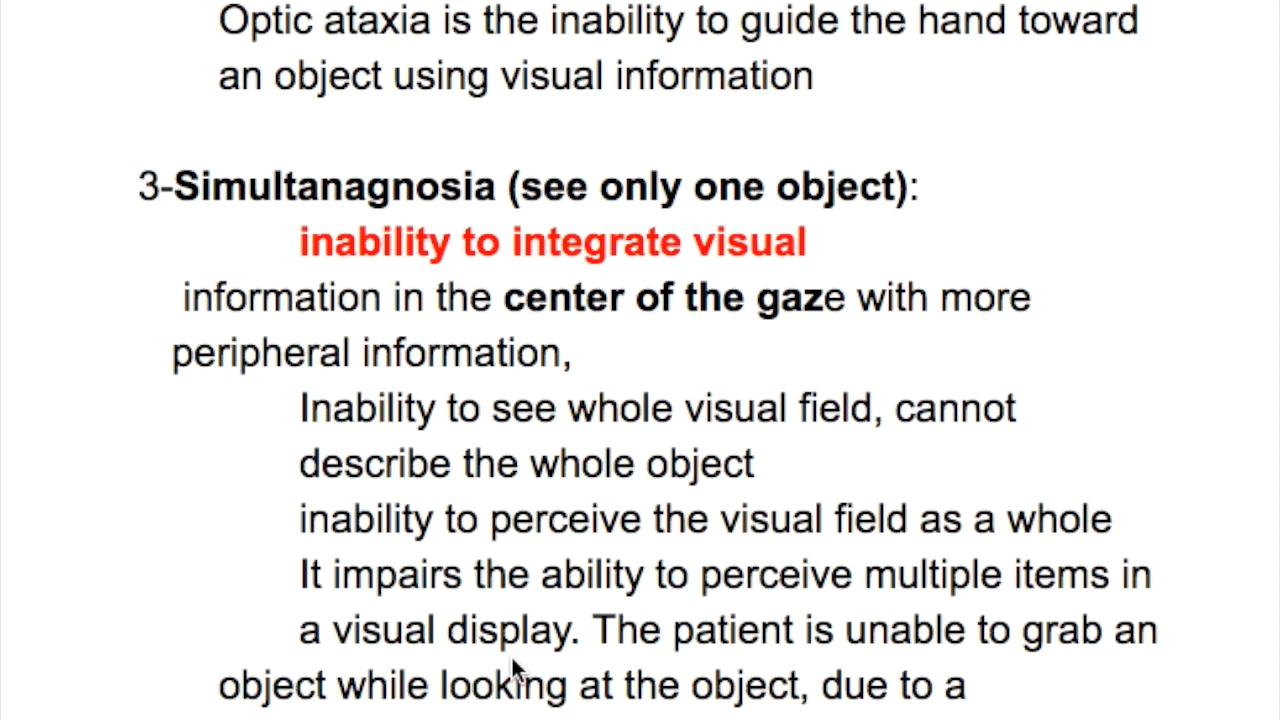 Optic ataxia is the inability to guide the hand toward
an object using visual information
3-Simultanagnosia (see only one object):
inability to integrate visual
information in the center of the gaze with more
peripheral information,
Inability to see whole visual field, cannot
describe the whole object
inability to perceive the visual field as a whole
It impairs the ability to perceive multiple items in
a visual display. The patient is unable to grab an
object while looking at the object, due to a